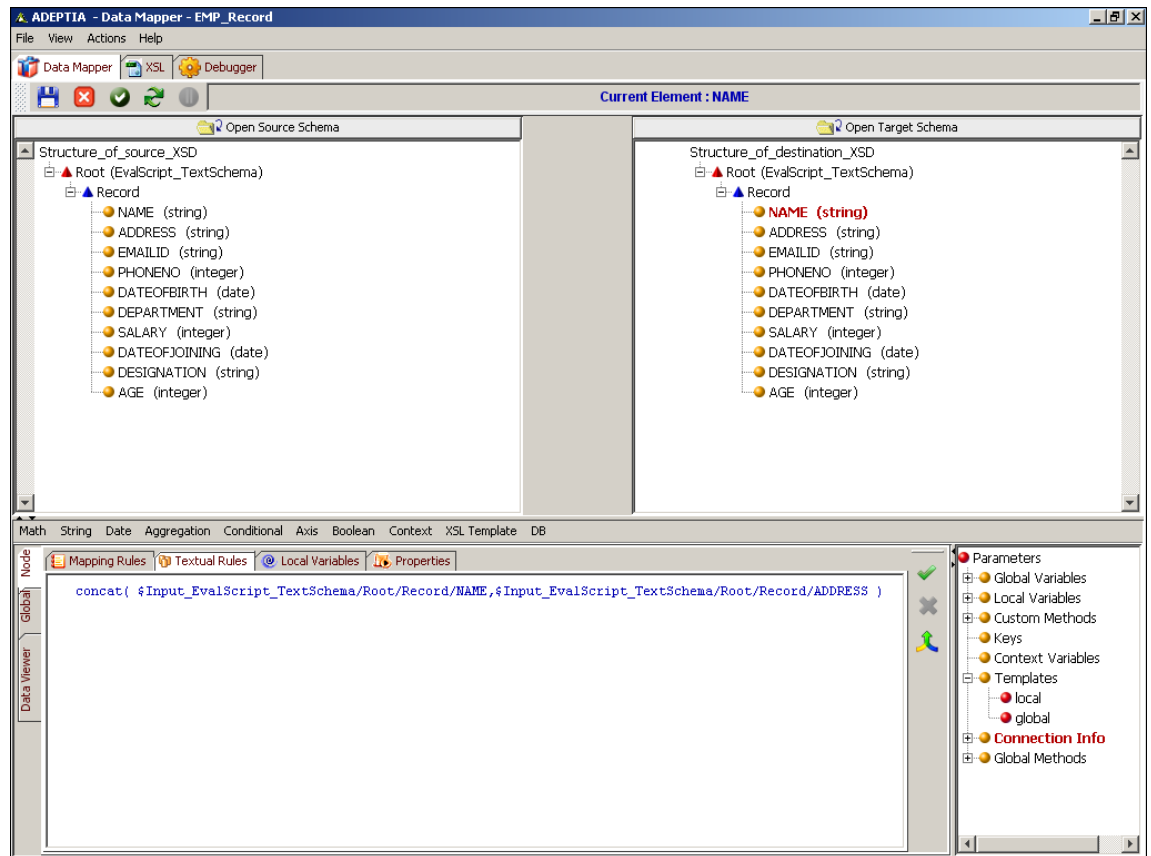 ADEPTIA - Data Mapper - EMP_Record
File View Actions Help
Data Mapper XSL Debugger
Current Element : NAME
Open Source Schema
Open Target Schema
Structure_of_source_XSD
Root (EvalScript_TextSchema)
Record
NAME (string)
ADDRESS (string)
EMAILID (string)
PHONENO (integer)
DATEOFBIRTH (date)
DEPARTMENT (string)
SALARY (integer)
DATEOFJOINING (date)
DESIGNATION (string)
AGE (integer)
Structure_of_destination_XSD
Root (EvalScript_TextSchema)
Record
NAME (string)
ADDRESS (string)
EMAILID (string)
PHONENO (integer)
DATEOFBIRTH (date)
DEPARTMENT (string)
SALARY (integer)
DATEOFJOINING (date)
DESIGNATION (string)
AGE (integer)
Math String Date Aggregation Conditional Axis Boolean Context XSL Template DB
Node
Global
Data Viewer
Mapping Rules Textual Rules Local Variables Properties
concat( $Input_EvalScript_TextSchema/Root/Record/NAME,$Input_EvalScript_TextSchema/Root/Record/ADDRESS )
Parameters
Global Variables
Local Variables
Custom Methods
Keys
Context Variables
Templates
local
global
Connection Info
Global Methods